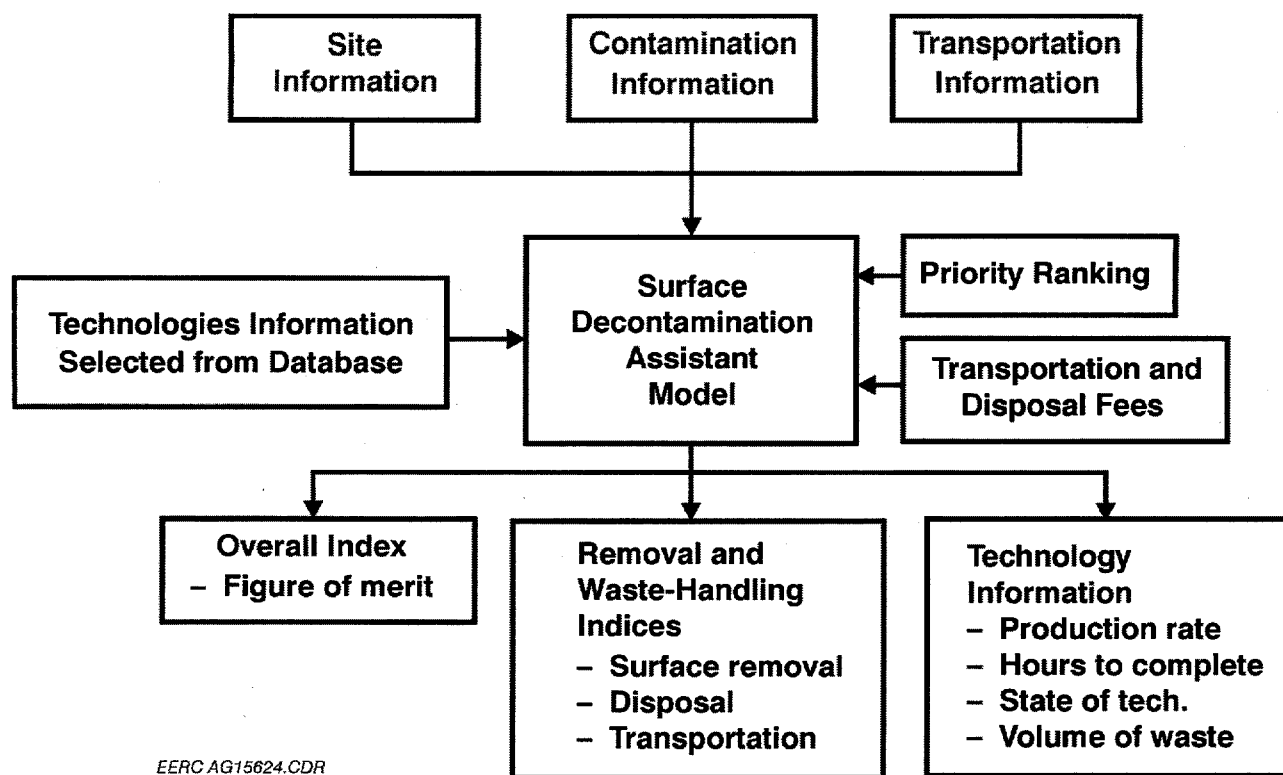 Site
Information
Contamination
Information
Transportation
Information
Technologies Information
Selected from Database
Surface
Decontamination
Assistant
Model
Priority Ranking
Transportation and
Disposal Fees
Overall Index
– Figure of merit
Removal and
Waste-Handling
Indices
– Surface removal
– Disposal
– Transportation
Technology
Information
– Production rate
– Hours to complete
– State of tech.
– Volume of waste
EERC AG15624.CDR